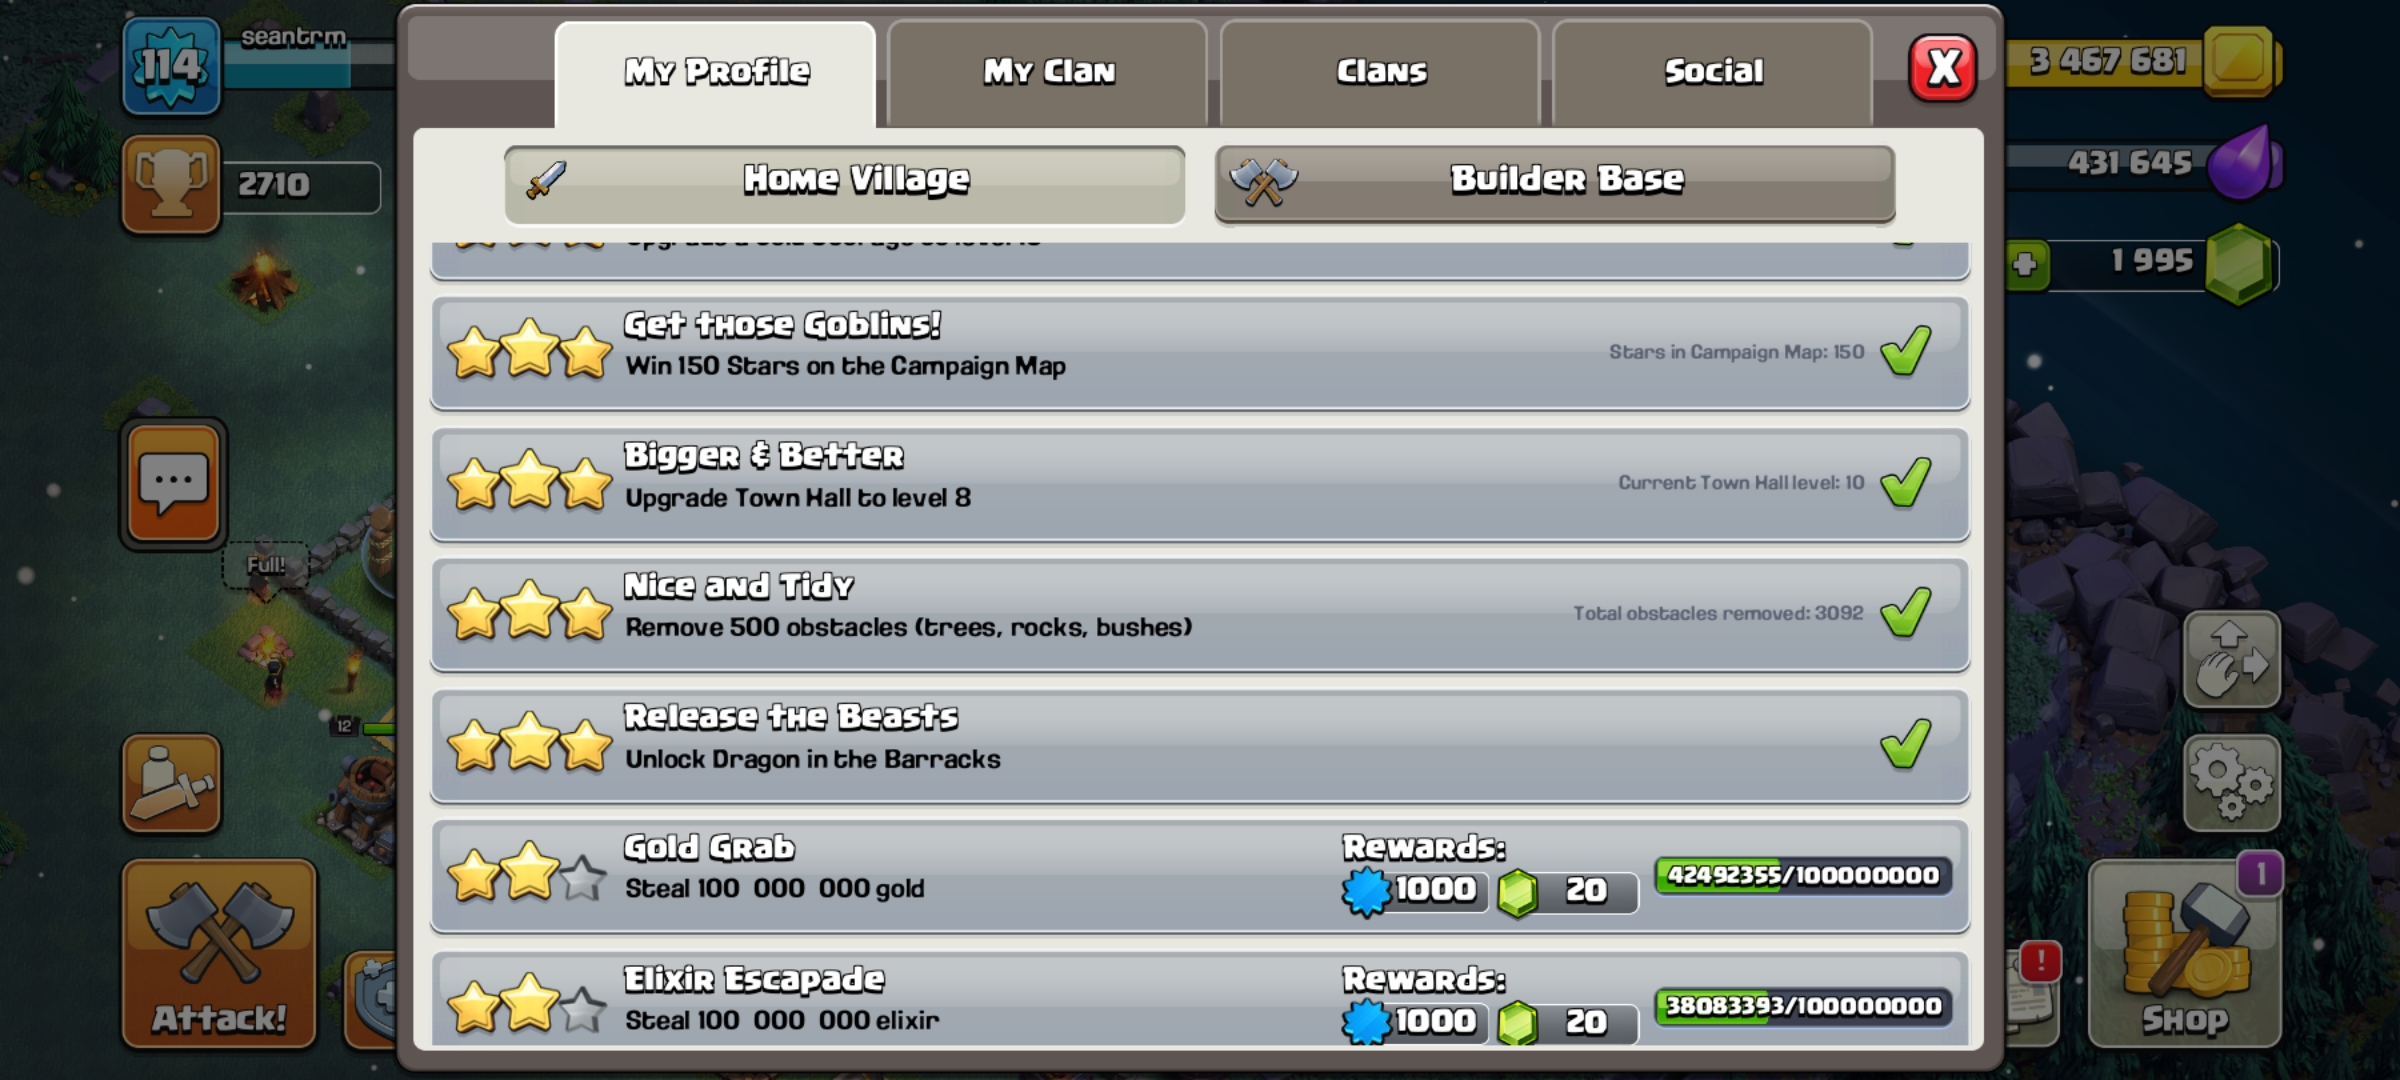 114
seantrm
My Profile
My Clan
Clans
Social
X
3 467 681
2710
Home Village
Builder Base
431 645
1 995
Get those Goblins!
Win 150 Stars on the Campaign Map
Stars in Campaign Map: 150
Bigger & Better
Upgrade Town Hall to level 8
Current Town Hall level: 10
Full!
Nice and Tidy
Remove 500 obstacles (trees, rocks, bushes)
Total obstacles removed: 3092
12
Release the Beasts
Unlock Dragon in the Barracks
Gold Grab
Steal 100 000 000 gold
Rewards:
1000
20
42492355/100000000
1
Elixir Escapade
Steal 100 000 000 elixir
Rewards:
1000
20
38083393/100000000
!
Attack!
Shop